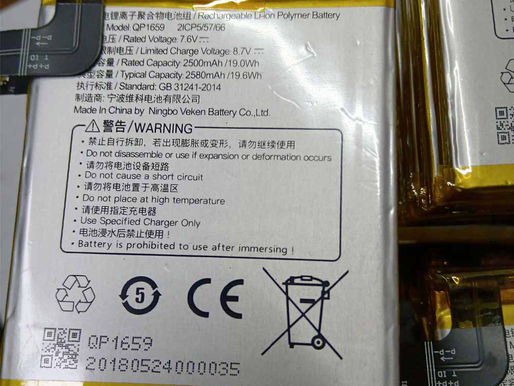 电锂离子聚合物电池组 / Rechargeable Li-ion Polymer Battery
Model: QP1659 2ICP5/57/66
电压 / Rated Voltage: 7.6V⎓
限制电压 / Limited Charge Voltage: 8.7V⎓
容量 / Rated Capacity: 2500mAh/19.0Wh
典型容量 / Typical Capacity: 2580mAh/19.6Wh
执行标准 / Standard: GB 31241-2014
制造商：宁波维科电池有限公司
Made In China by Ningbo Veken Battery Co.,Ltd.
警告/WARNING
• 禁止自行拆卸，若出现膨胀或变形，请勿继续使用
• Do not disassemble or use if expansion or deformation occurs
• 请勿将电池设备短路
• Do not cause a short circuit
• 请勿将电池置于高温区
• Do not place at high temperature
• 请使用指定充电器
• Use Specified Charger Only
• 电池浸水后禁止使用！
• Battery is prohibited to use after immersing !
5
CE
QP1659
20180524000035
P+P+
P-P-